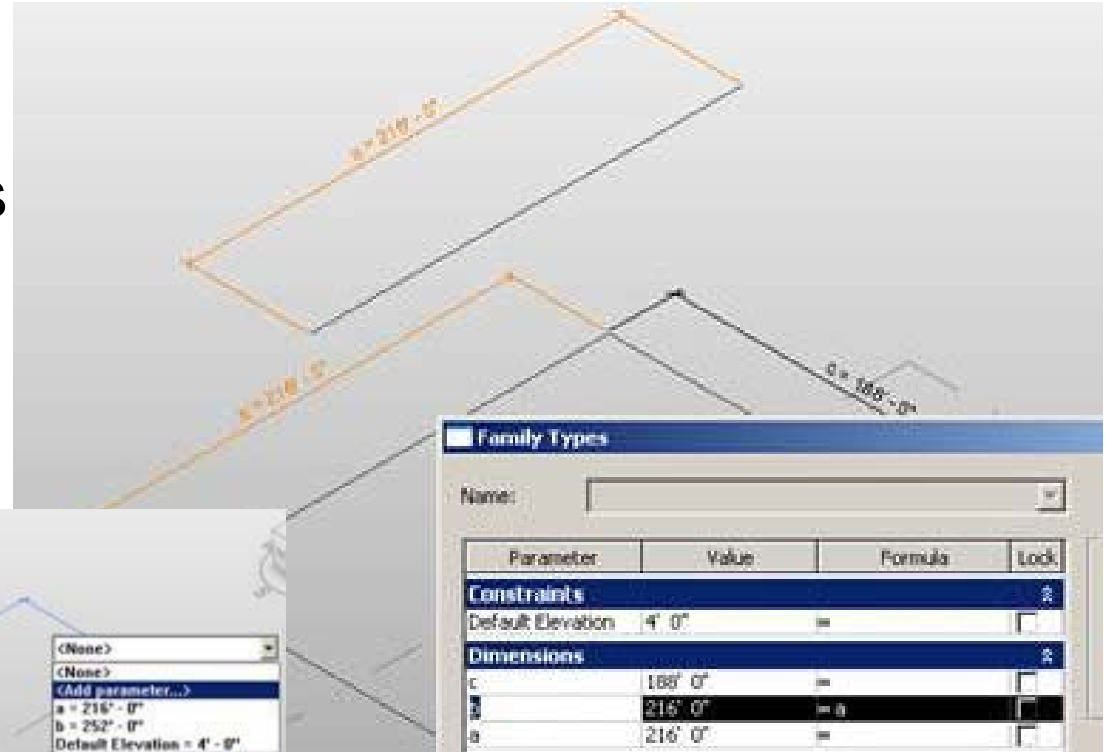 s
a = 216' - 0"
a = 216' - 0"
c = 188' - 0"
Family Types
Name:
Parameter Value Formula Lock
Constraints
Default Elevation 4' 0" =
Dimensions
c 188' 0" =
b 216' 0" = a
a 216' 0" =
<None>
<None>
<Add parameter...>
a = 216' - 0"
b = 252' - 0"
Default Elevation = 4' - 0"